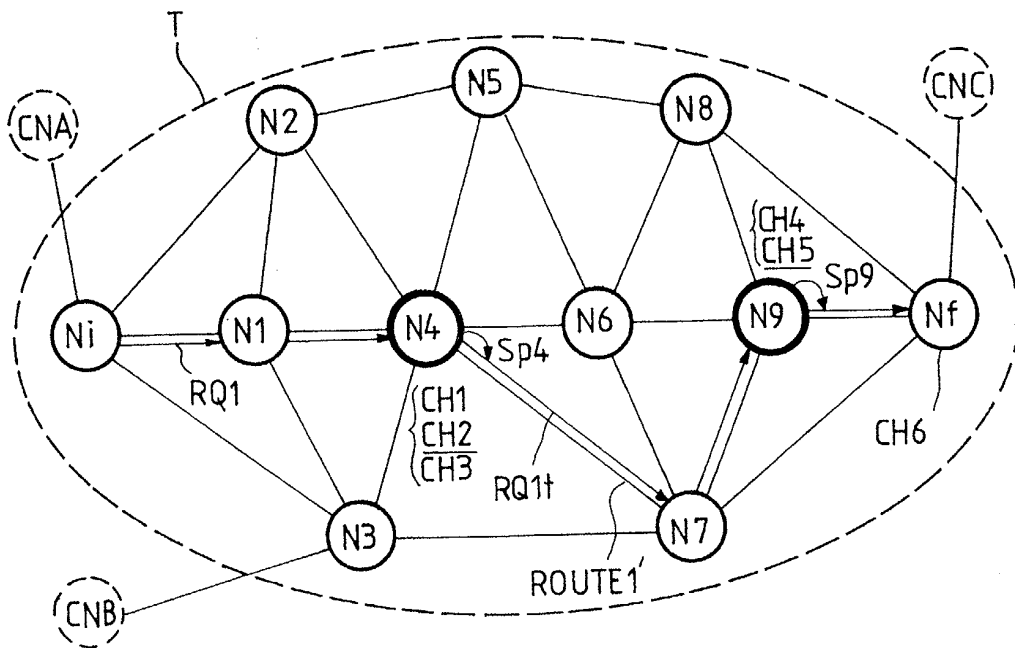 T
CNA
CNC
N2
N5
N8
CH4
CH5
Sp9
Ni
N1
N4
N6
N9
Nf
RQ1
Sp4
CH1
CH2
CH3
RQ1t
CH6
N3
N7
ROUTE1'
CNB